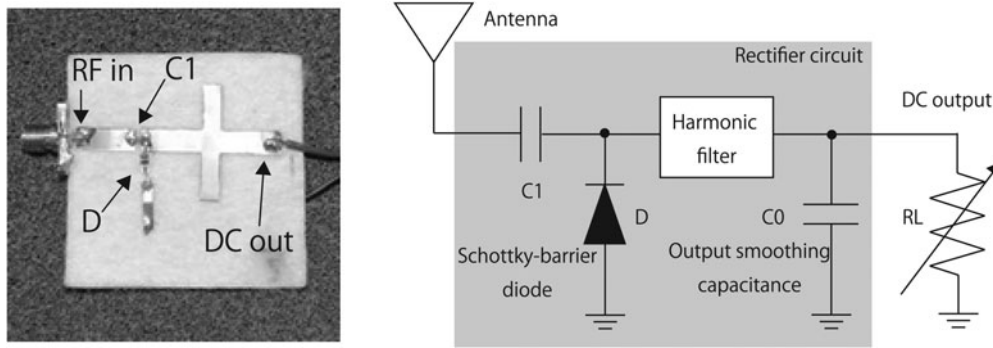 RF in
C1
D
DC out
Antenna
Rectifier circuit
DC output
Harmonic
filter
C1
D
C0
RL
Schottky-barrier
diode
Output smoothing
capacitance